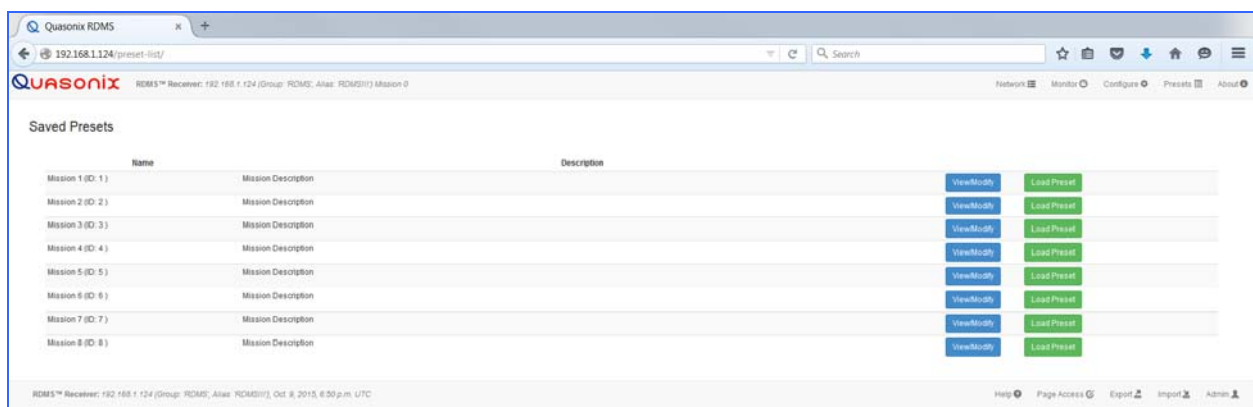 Quasonix RDMS
192.168.1.124/preset-list/
Search
Quasonix RDMS™ Receiver: 192.168.1.124 (Group: 'RDMS', Alias: 'RDMS!!!') Mission 0 Network Monitor Configure Presets About
Saved Presets
Name Description
Mission 1 (ID: 1 ) Mission Description View/Modify Load Preset
Mission 2 (ID: 2 ) Mission Description View/Modify Load Preset
Mission 3 (ID: 3 ) Mission Description View/Modify Load Preset
Mission 4 (ID: 4 ) Mission Description View/Modify Load Preset
Mission 5 (ID: 5 ) Mission Description View/Modify Load Preset
Mission 6 (ID: 6 ) Mission Description View/Modify Load Preset
Mission 7 (ID: 7 ) Mission Description View/Modify Load Preset
Mission 8 (ID: 8 ) Mission Description View/Modify Load Preset
RDMS™ Receiver: 192.168.1.124 (Group: 'RDMS', Alias: 'RDMS!!!'), Oct. 9, 2015, 6:50 p.m. UTC Help Page Access Export Import Admin